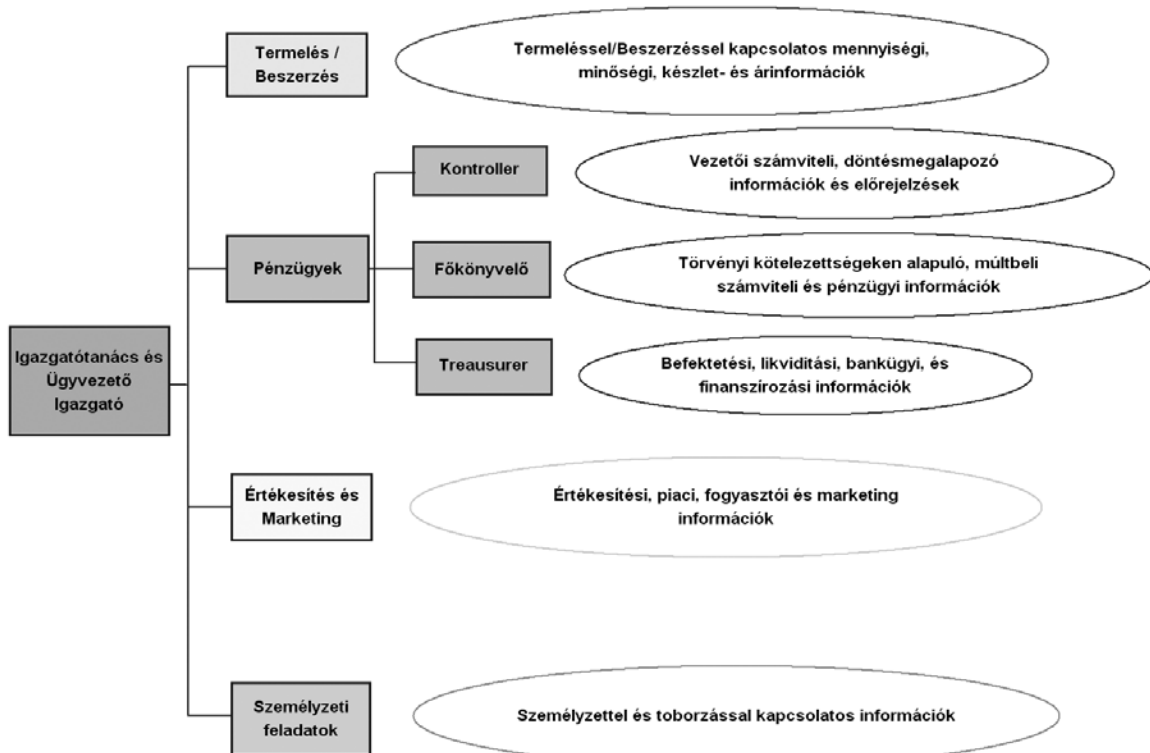 Termelés /
Beszerzés
Termeléssel/Beszerzéssel kapcsolatos mennyiségi,
minőségi, készlet- és árinformációk
Kontroller
Vezetői számviteli, döntésmegalapozó
információk és előrejelzések
Pénzügyek
Főkönyvelő
Törvényi kötelezettségeken alapuló, múltbeli
számviteli és pénzügyi információk
Igazgatótanács és
Ügyvezető
Igazgató
Treausurer
Befektetési, likviditási, bankügyi, és
finanszírozási információk
Értékesítés és
Marketing
Értékesítési, piaci, fogyasztói és marketing
információk
Személyzeti
feladatok
Személyzettel és toborzással kapcsolatos információk